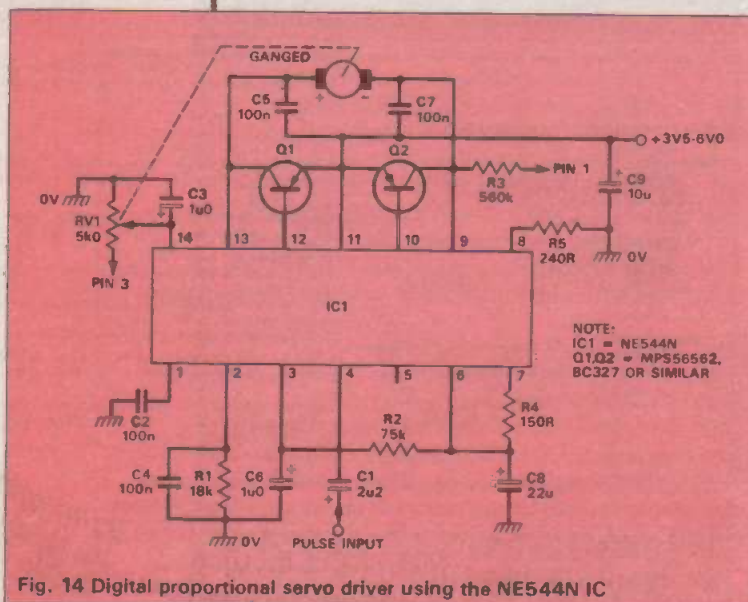 GANGED
+
-
C5
100n
C7
100n
+3V5-6V0
Q1
Q2
R3
560k
PIN 1
C9
10u
+
0V
C3
1u0
+
RV1
5k0
PIN 3
R5
240R
0V
14
13
12
11
10
9
8
IC1
NOTE:
IC1 = NE544N
Q1,Q2 = MPS56562,
BC327 OR SIMILAR
1
2
3
4
5
6
7
C2
100n
R2
75k
R4
150R
C4
100n
R1
18k
C6
1u0
+
C1
2u2
+
C8
22u
+
0V
PULSE INPUT
Fig. 14 Digital proportional servo driver using the NE544N IC